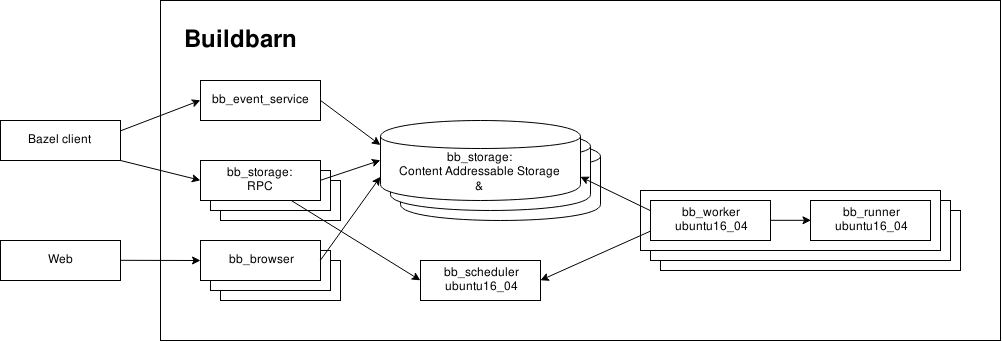 Buildbarn
bb_event_service
Bazel client
bb_storage:
RPC
bb_storage:
Content Addressable Storage
&
bb_worker
ubuntu16_04
bb_runner
ubuntu16_04
Web
bb_browser
bb_scheduler
ubuntu16_04